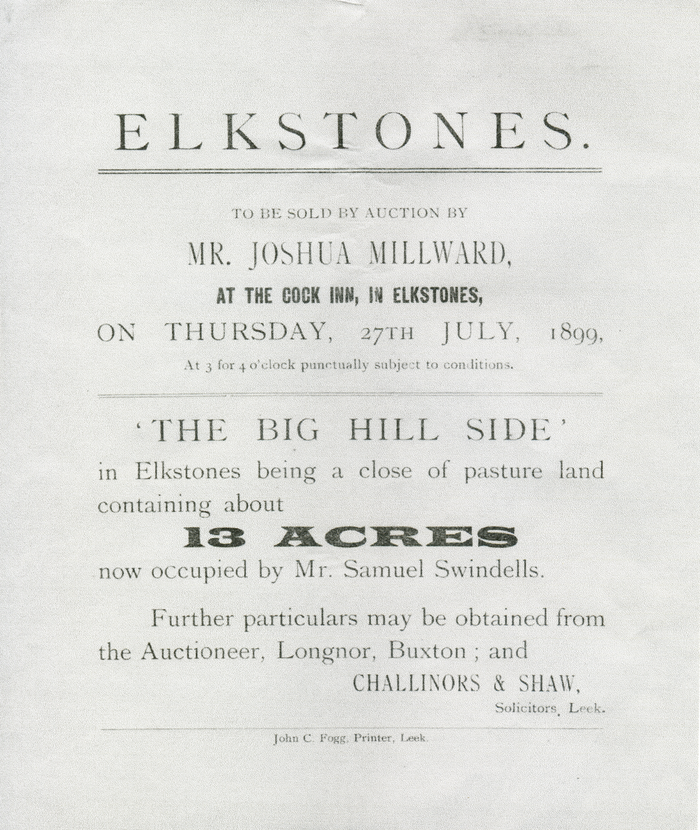 ELKSTONES.
TO BE SOLD BY AUCTION BY
MR. JOSHUA MILLWARD,
AT THE COCK INN, IN ELKSTONES,
ON THURSDAY, 27TH JULY, 1899,
At 3 for 4 o'clock punctually subject to conditions.
‘THE BIG HILL SIDE’
in Elkstones being a close of pasture land
containing about
13 ACRES
now occupied by Mr. Samuel Swindells.
Further particulars may be obtained from
the Auctioneer, Longnor, Buxton ; and
CHALLINORS & SHAW,
Solicitors, Leek.
John C. Fogg, Printer, Leek.